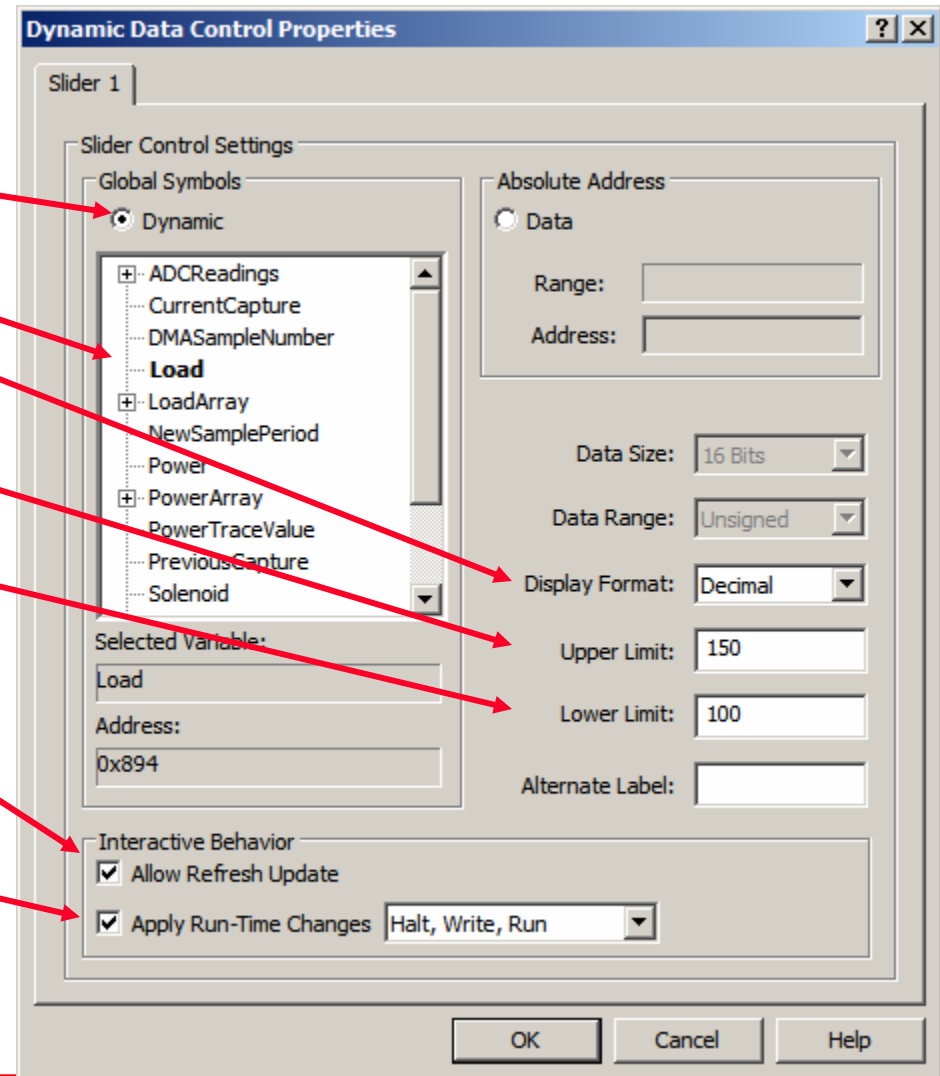 Dynamic Data Control Properties
Slider 1
Slider Control Settings
Global Symbols
Dynamic
ADCReadings
CurrentCapture
DMASampleNumber
Load
LoadArray
NewSamplePeriod
Power
PowerArray
PowerTraceValue
PreviousCapture
Solenoid
Selected Variable:
Load
Address:
0x894
Absolute Address
Data
Range:
Address:
Data Size: 16 Bits
Data Range: Unsigned
Display Format: Decimal
Upper Limit: 150
Lower Limit: 100
Alternate Label:
Interactive Behavior
Allow Refresh Update
Apply Run-Time Changes Halt, Write, Run
OK Cancel Help